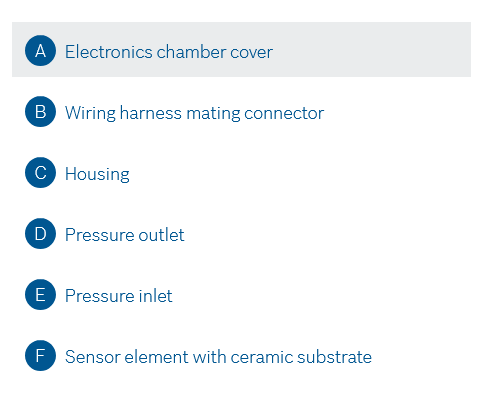 A Electronics chamber cover
B Wiring harness mating connector
C Housing
D Pressure outlet
E Pressure inlet
F Sensor element with ceramic substrate